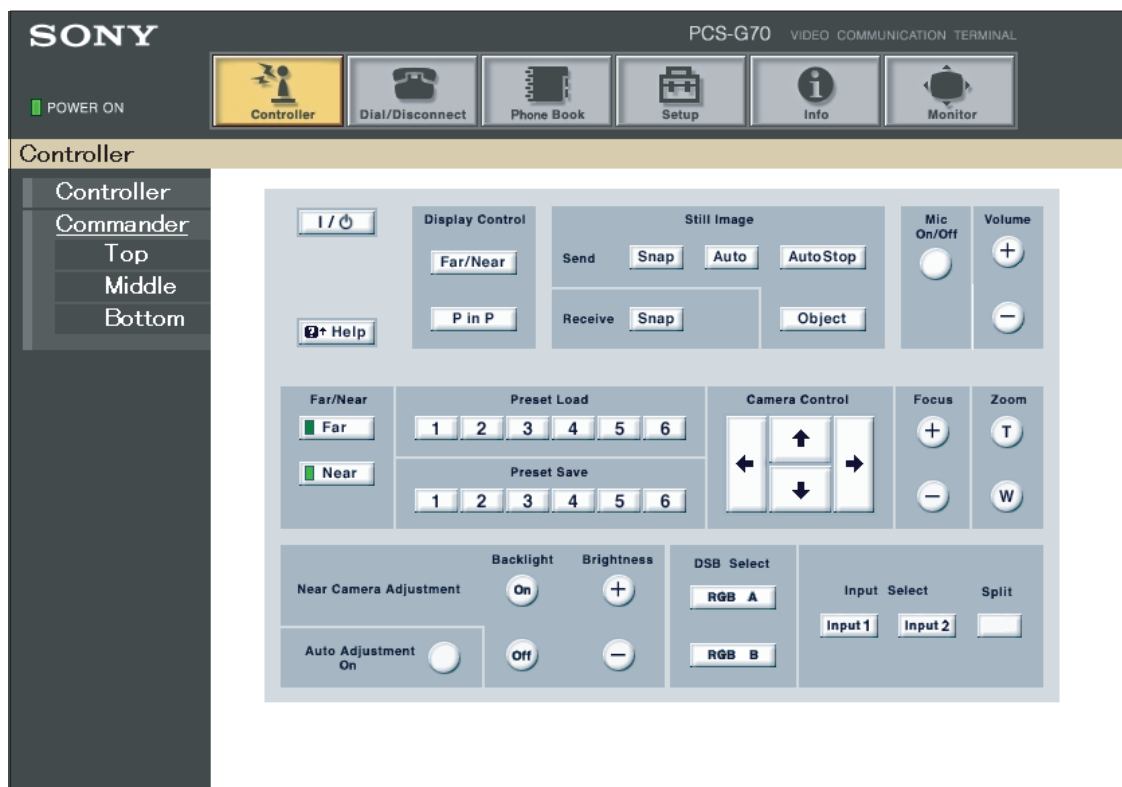 SONY
PCS-G70 VIDEO COMMUNICATION TERMINAL
POWER ON
Controller
Dial/Disconnect
Phone Book
Setup
Info
Monitor
Controller
Controller
Commander
Top
Middle
Bottom
I / ⏻
? ↑ Help
Display Control
Far/Near
P in P
Still Image
Send
Snap
Auto
AutoStop
Receive
Snap
Object
Mic
On/Off
Volume
+
−
Far/Near
Far
Near
Preset Load
1 2 3 4 5 6
Preset Save
1 2 3 4 5 6
Camera Control
Focus
+
−
Zoom
T
W
Near Camera Adjustment
Backlight
On
Off
Brightness
+
−
Auto Adjustment
On
DSB Select
RGB A
RGB B
Input Select
Input 1
Input 2
Split